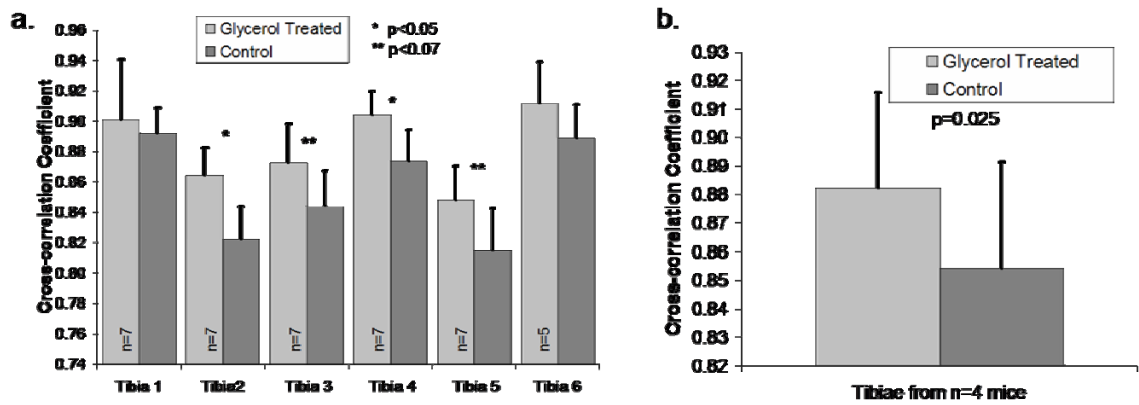 a.
Glycerol Treated
Control
* p<0.05
** p<0.07
Cross-correlation Coefficient
0.96
0.94
0.92
0.90
0.88
0.86
0.84
0.82
0.80
0.78
0.76
0.74
*
**
*
**
n=7
n=7
n=7
n=7
n=7
n=5
Tibia 1
Tibia2
Tibia 3
Tibia 4
Tibia 5
Tibia 6
b.
Glycerol Treated
Control
p=0.025
Cross-correlation Coefficient
0.93
0.92
0.91
0.90
0.89
0.88
0.87
0.86
0.85
0.84
0.83
0.82
Tibiae from n=4 mice